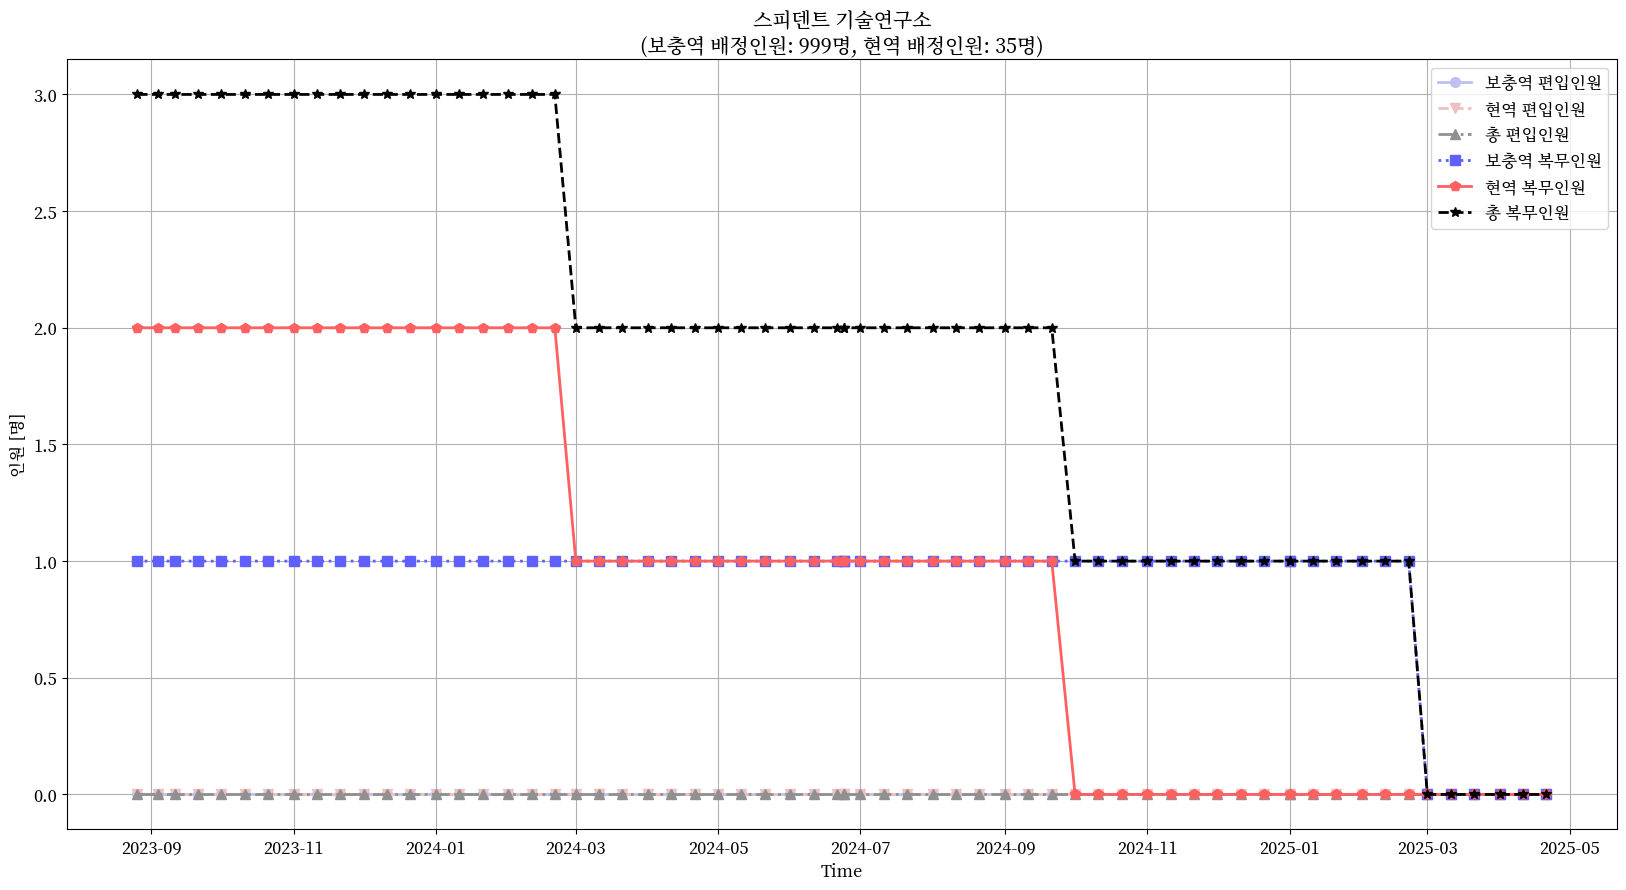 스피덴트 기술연구소
(보충역 배정인원: 999명, 현역 배정인원: 35명)
보충역 편입인원
현역 편입인원
총 편입인원
보충역 복무인원
현역 복무인원
총 복무인원
3.0
2.5
2.0
1.5
1.0
0.5
0.0
인원 [명]
2023-09
2023-11
2024-01
2024-03
2024-05
2024-07
2024-09
2024-11
2025-01
2025-03
2025-05
Time